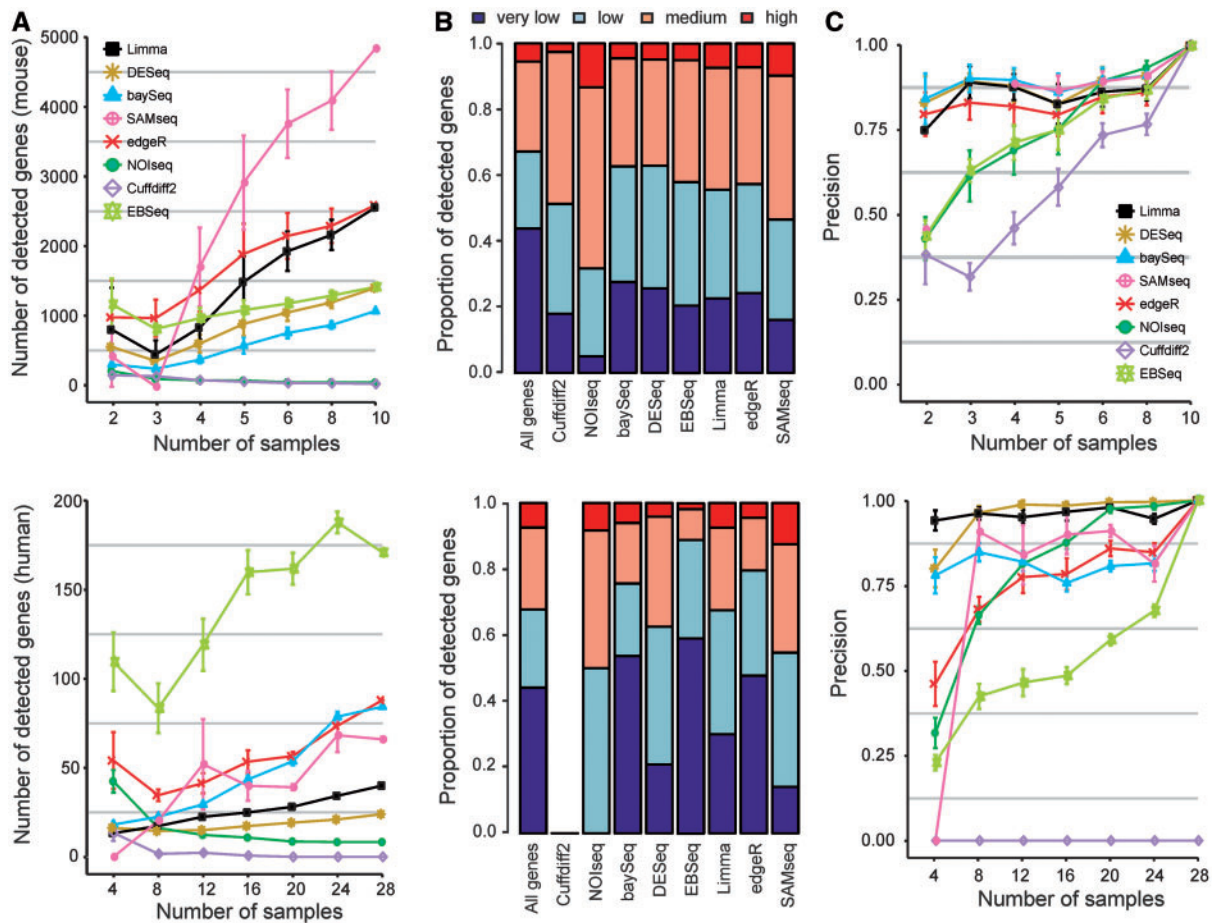 A
Number of detected genes (mouse)
5000
4000
3000
2000
1000
0
Limma
DESeq
baySeq
SAMseq
edgeR
NOIseq
Cuffdiff2
EBSeq
2 3 4 5 6 8 10
Number of samples
B
very low low medium high
Proportion of detected genes
1.0
0.8
0.6
0.4
0.2
0.0
All genes
Cuffdiff2
NOIseq
baySeq
DESeq
EBSeq
Limma
edgeR
SAMseq
C
Precision
1.00
0.75
0.50
0.25
0.00
Limma
DESeq
baySeq
SAMseq
edgeR
NOIseq
Cuffdiff2
EBSeq
2 3 4 5 6 8 10
Number of samples
Number of detected genes (human)
200
150
100
50
0
4 8 12 16 20 24 28
Number of samples
Proportion of detected genes
1.0
0.8
0.6
0.4
0.2
0.0
All genes
Cuffdiff2
NOIseq
baySeq
DESeq
EBSeq
Limma
edgeR
SAMseq
Precision
1.00
0.75
0.50
0.25
0.00
4 8 12 16 20 24 28
Number of samples